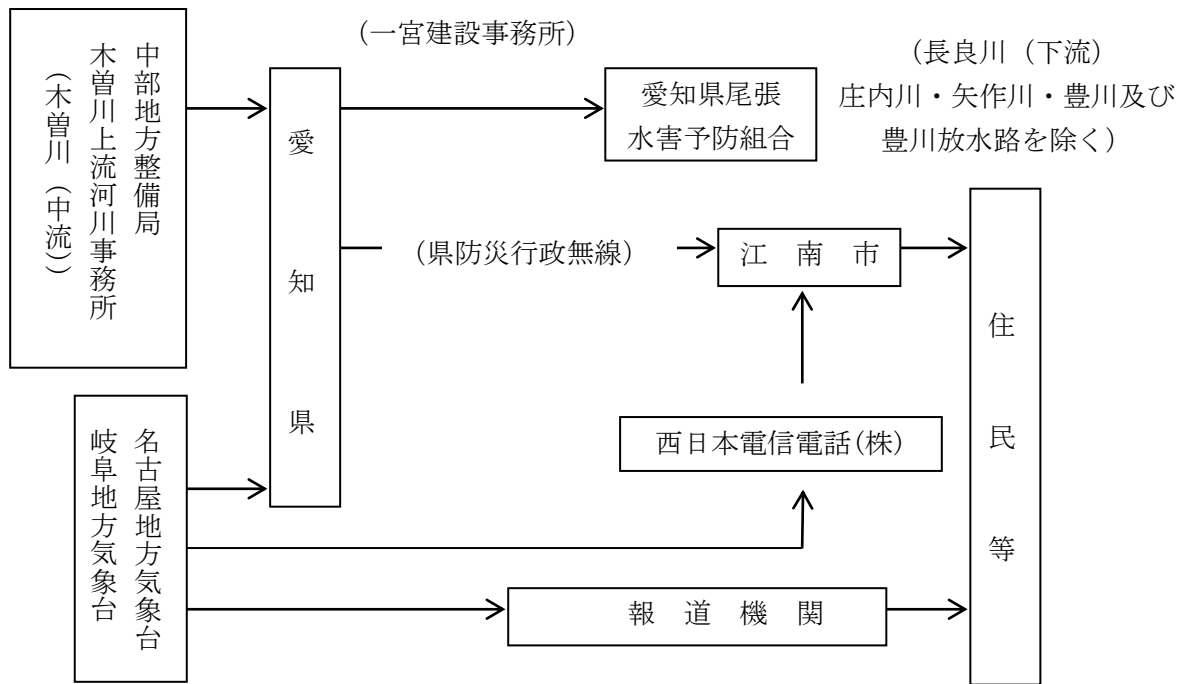 中部地方整備局
木曽川上流河川事務所
(木曽川（中流）)
名古屋地方気象台
岐阜地方気象台
愛知県
(一宮建設事務所)
愛知県尾張
水害予防組合
(長良川（下流）
庄内川・矢作川・豊川及び
豊川放水路を除く)
(県防災行政無線)
江　南　市
西日本電信電話(株)
報　道　機　関
住民等